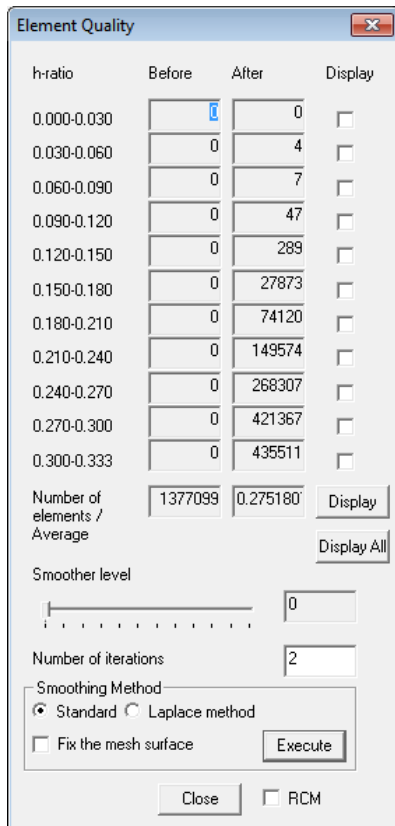 Element Quality
h-ratio Before After Display
0.000-0.030 0 0
0.030-0.060 0 4
0.060-0.090 0 7
0.090-0.120 0 47
0.120-0.150 0 289
0.150-0.180 0 27873
0.180-0.210 0 74120
0.210-0.240 0 149574
0.240-0.270 0 268307
0.270-0.300 0 421367
0.300-0.333 0 435511
Number of elements / Average 1377099 0.275180 Display
Display All
Smoother level
0
Number of iterations 2
Smoothing Method
Standard Laplace method
Fix the mesh surface Execute
Close RCM